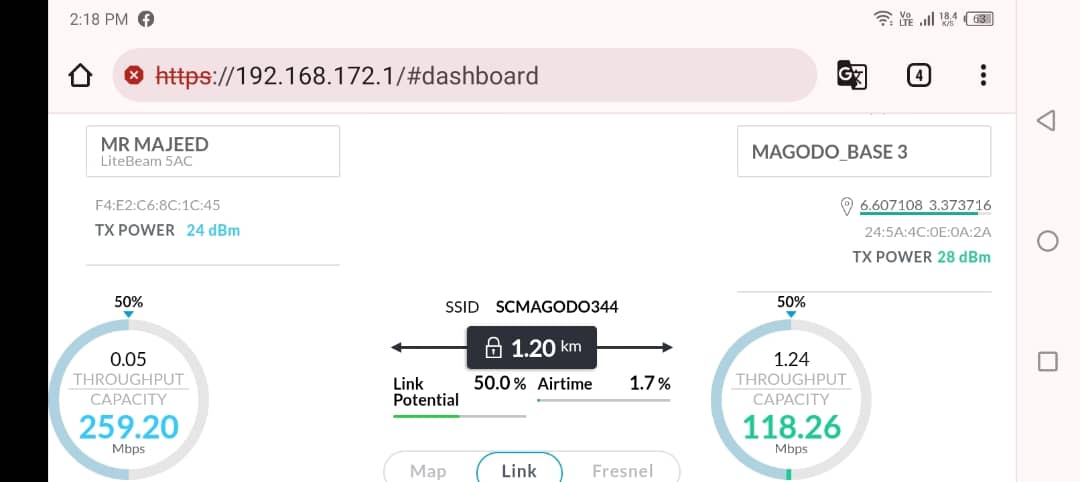 2:18 PM
Vo LTE 18.4 K/S 63
https://192.168.172.1/#dashboard
4
MR MAJEED
LiteBeam 5AC
MAGODO_BASE 3
F4:E2:C6:8C:1C:45
6.607108 3.373716
TX POWER 24 dBm
24:5A:4C:0E:0A:2A
TX POWER 28 dBm
50%
SSID SCMAGODO344
50%
1.20 km
0.05
THROUGHPUT
CAPACITY
259.20
Mbps
Link Potential 50.0 %
Airtime 1.7 %
1.24
THROUGHPUT
CAPACITY
118.26
Mbps
Map Link Fresnel